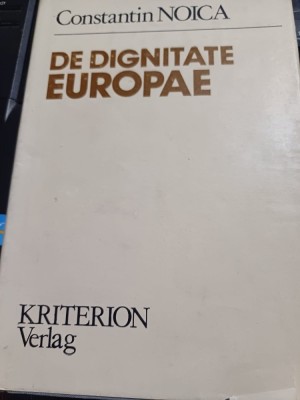 Constantin NOICA
DE DIGNITATE
EUROPAE
KRITERION
Verlag